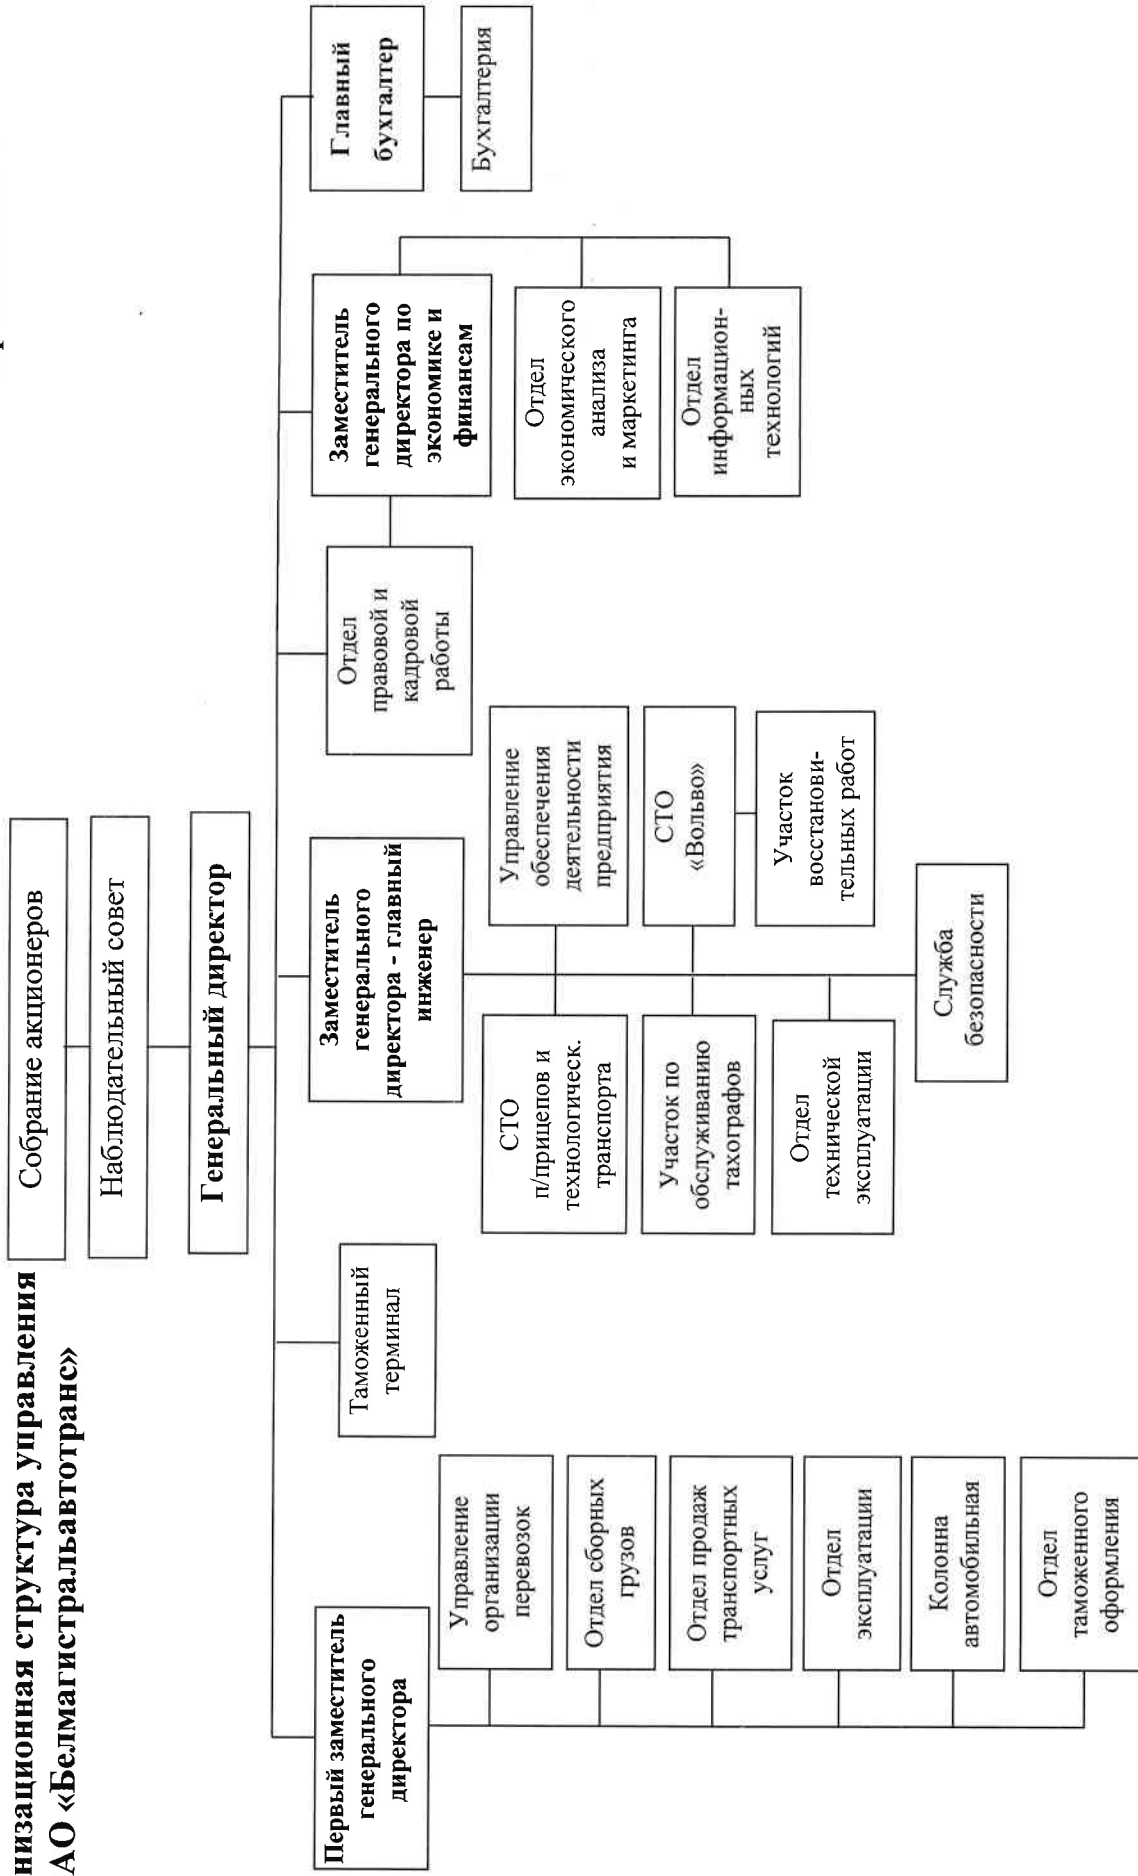 низационная структура управления
АО «Белмагистральавтотранс»
Собрание акционеров
Наблюдательный совет
Генеральный директор
Первый заместитель
генерального
директора
Управление
организации
перевозок
Отдел сборных
грузов
Отдел продаж
транспортных
услуг
Отдел
эксплуатации
Колонна
автомобильная
Отдел
таможенного
оформления
Таможенный
терминал
Заместитель
генерального
директора - главный
инженер
СТО
п/прицепов и
технологическ.
транспорта
Управление
обеспечения
деятельности
предприятия
Участок по
обслуживанию
тахографов
СТО
«Вольво»
Участок
восстанови-
тельных работ
Отдел
технической
эксплуатации
Служба
безопасности
Отдел
правовой и
кадровой
работы
Заместитель
генерального
директора по
экономике и
финансам
Отдел
экономического
анализа
и маркетинга
Отдел
информацион-
ных
технологий
Главный
бухгалтер
Бухгалтерия